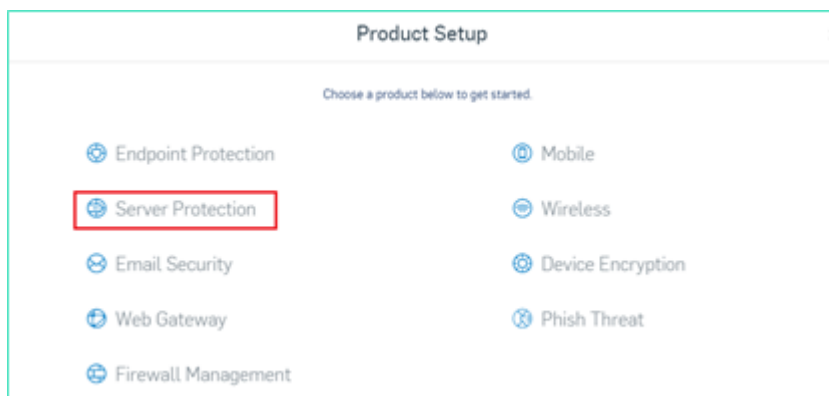 Product Setup
Choose a product below to get started.
Endpoint Protection
Mobile
Server Protection
Wireless
Email Security
Device Encryption
Web Gateway
Phish Threat
Firewall Management